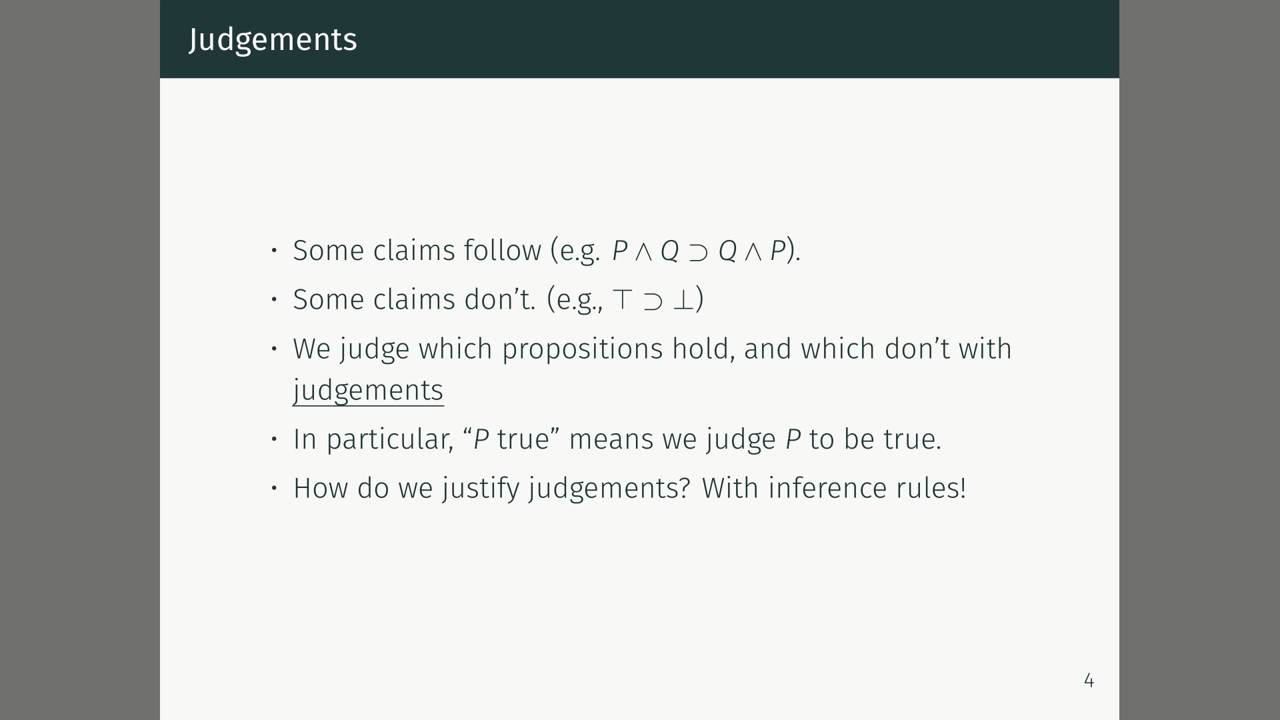 Judgements
· Some claims follow (e.g. P ∧ Q ⊃ Q ∧ P).
· Some claims don’t. (e.g., ⊤ ⊃ ⊥)
· We judge which propositions hold, and which don’t with
judgements
· In particular, “P true” means we judge P to be true.
· How do we justify judgements? With inference rules!
4